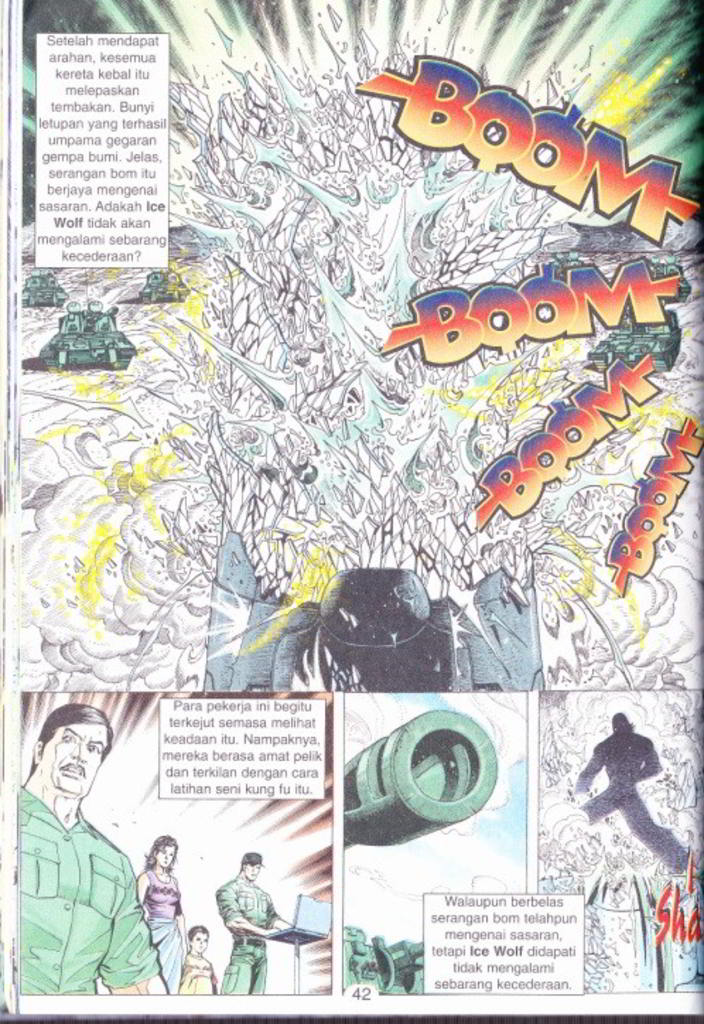 Setelah mendapat
arahan, kesemua
kereta kebal itu
melepaskan
tembakan. Bunyi
letupan yang terhasil
umpama gegaran
gempa bumi. Jelas,
serangan bom itu
berjaya mengenai
sasaran. Adakah Ice
Wolf tidak akan
mengalami sebarang
kecederaan?
BOOM
BOOM
BOOM
BOOM
Para pekerja ini begitu
terkejut semasa melihat
keadaan itu. Nampaknya,
mereka berasa amat pelik
dan terkilan dengan cara
latihan seni kung fu itu.
Walaupun berbelas
serangan bom telahpun
mengenai sasaran,
tetapi Ice Wolf didapati
tidak mengalami
sebarang kecederaan.
Sha
42